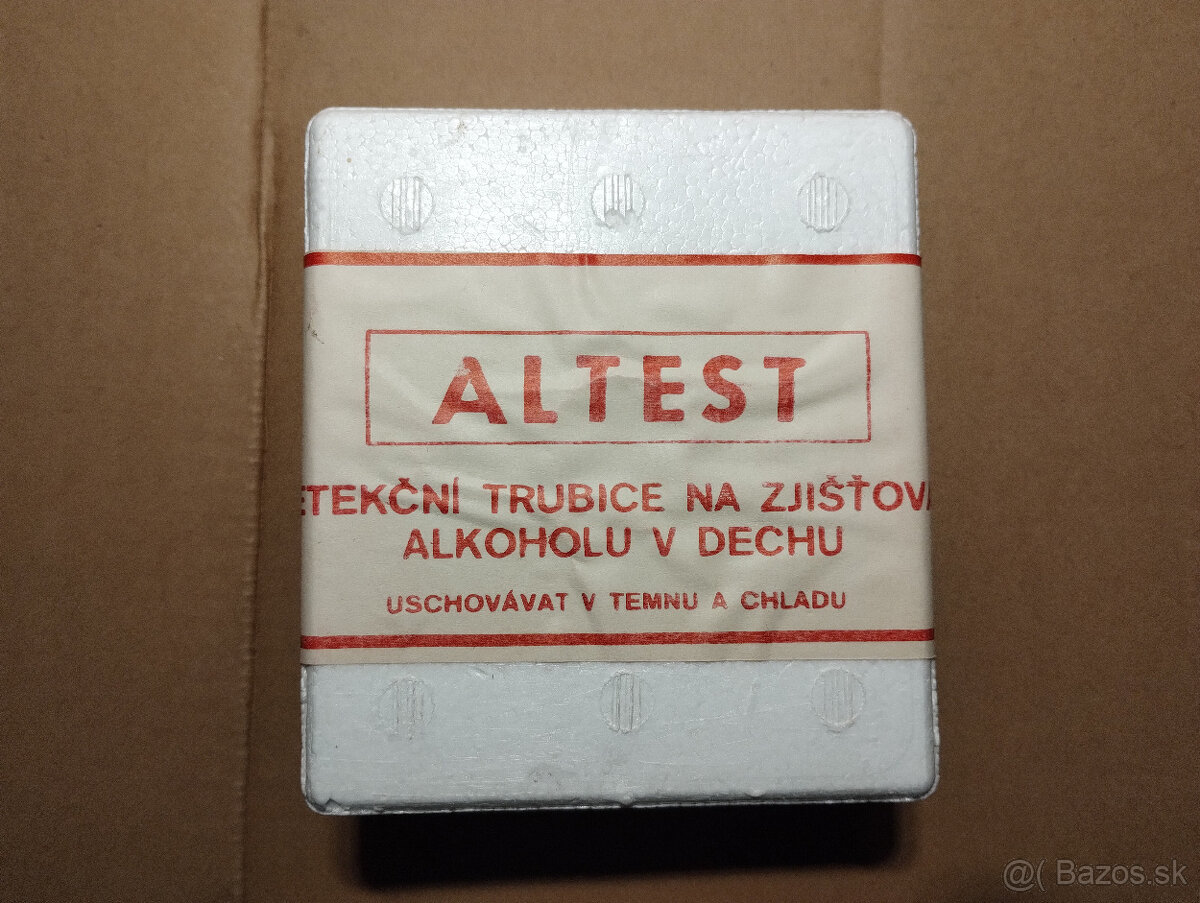 ALTEST
ETEKČNÍ TRUBICE NA ZJIŠŤOVA
ALKOHOLU V DECHU
USCHOVÁVAT V TEMNU A CHLADU
@( Bazos.sk